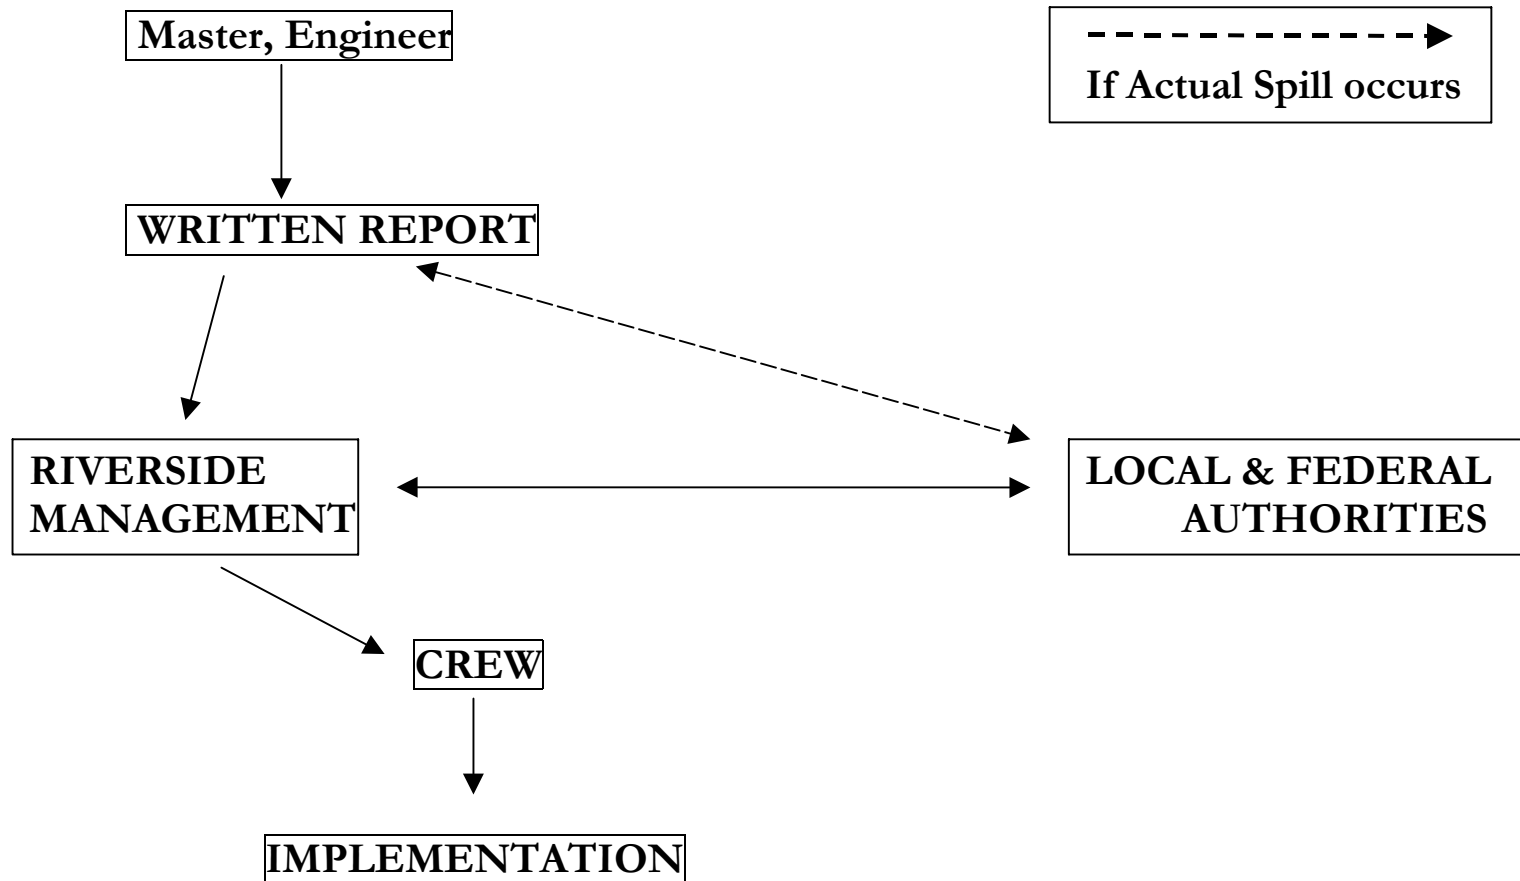 Master, Engineer
If Actual Spill occurs
WRITTEN REPORT
RIVERSIDE
MANAGEMENT
LOCAL & FEDERAL
AUTHORITIES
CREW
IMPLEMENTATION